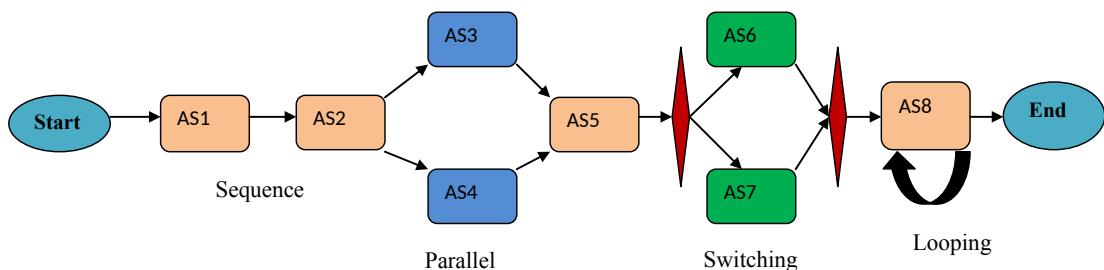 Start
AS1
AS2
AS3
AS4
AS5
AS6
AS7
AS8
End
Sequence
Parallel
Switching
Looping